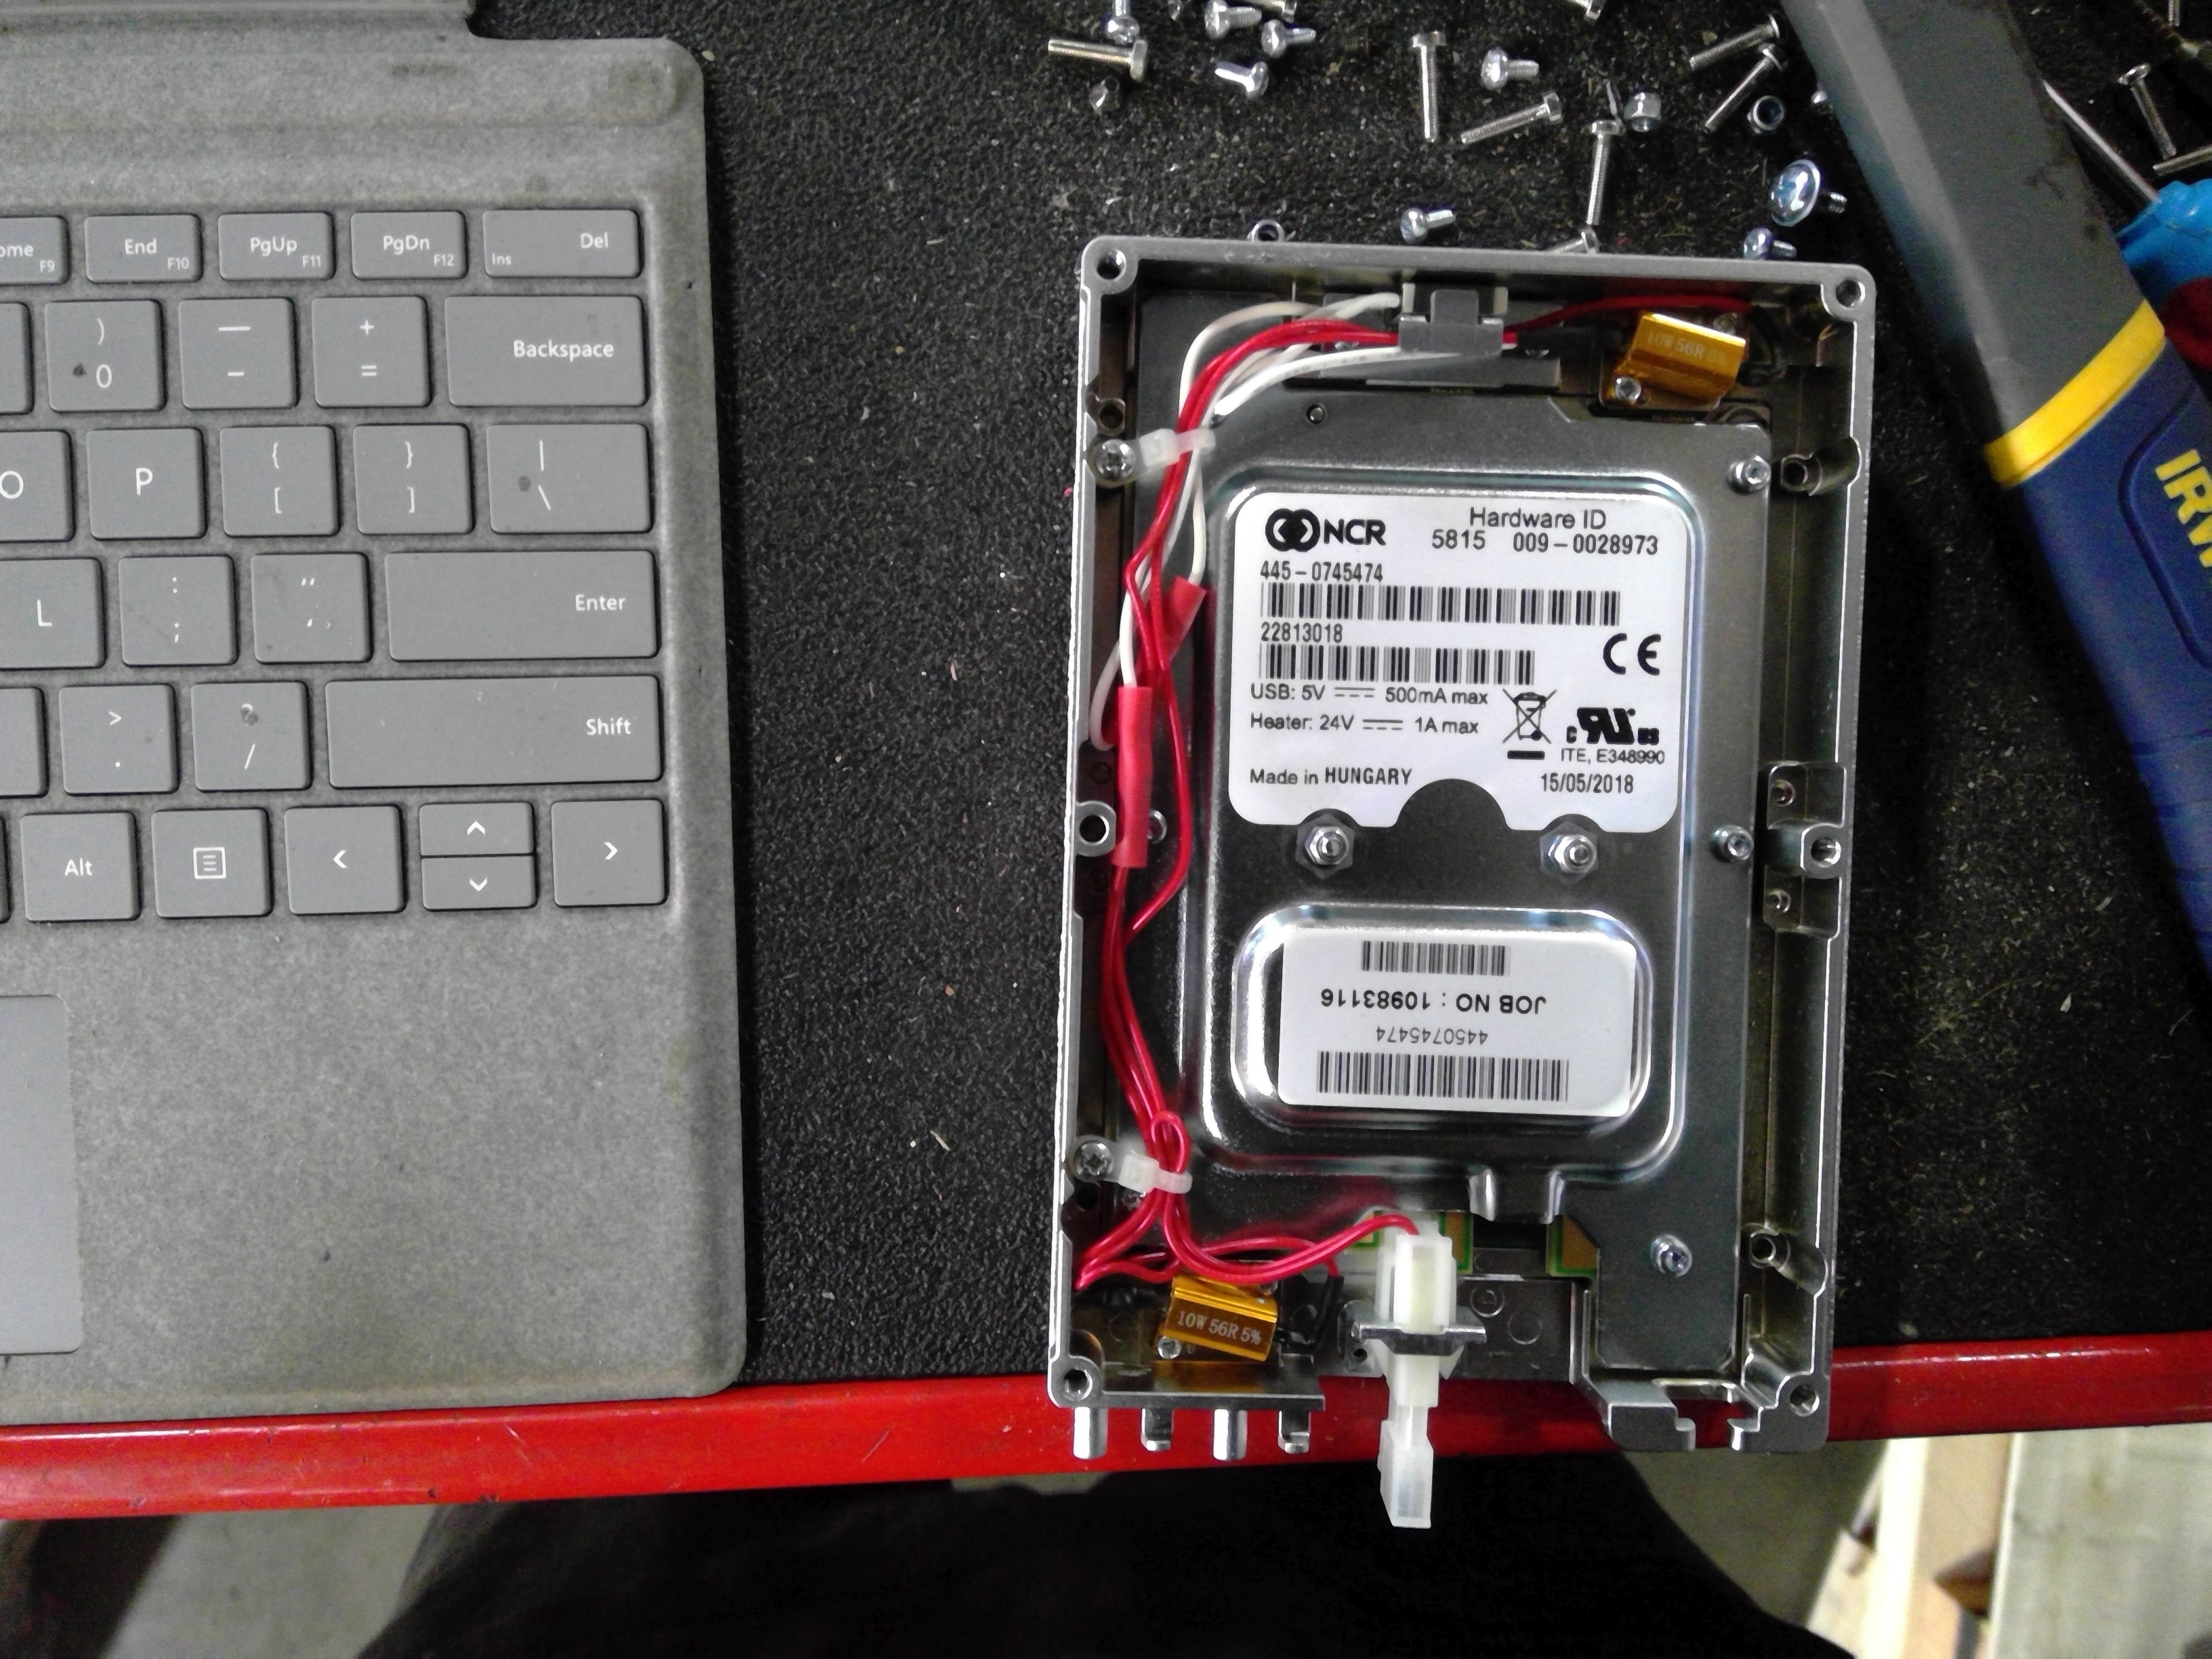 ome F9
End F10
PgUp F11
PgDn F12
Ins Del
) 0
— -
+ =
Backspace
O
P
{ [
} ]
| \
L
: ;
Enter
> .
? /
Shift
Alt
NCR
Hardware ID
5815 009-0028973
445-0745474
22813018
CE
USB: 5V 500mA max
Heater: 24V 1A max
ITE, E348990
Made in HUNGARY
15/05/2018
JOB NO : 10983116
4450745474
10W 56R 5%
10W 56R 5%